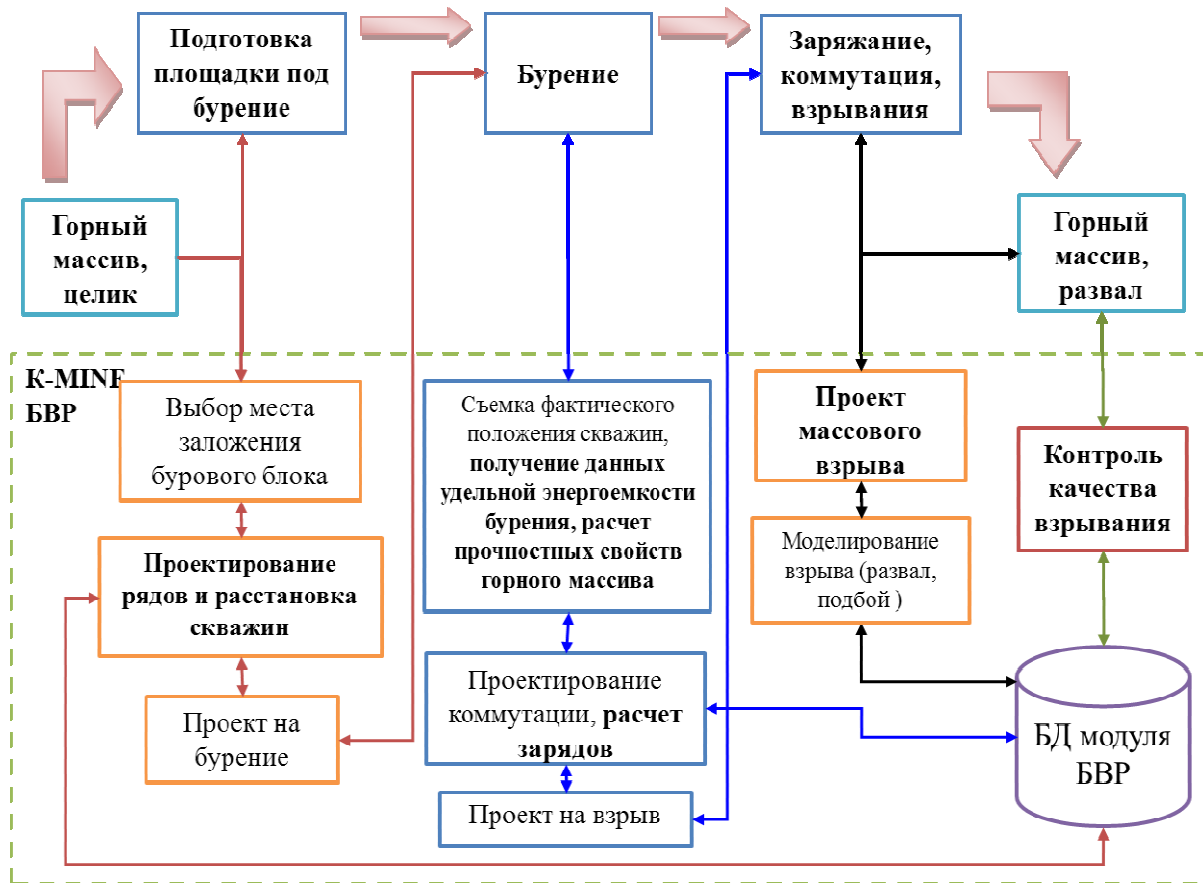 Подготовка
площадки под
бурение
Бурение
Заряжание,
коммутация,
взрывания
Горный
массив,
целик
Горный
массив,
развал
K-MINE
БВР
Выбор места
заложения
бурового блока
Съемка фактического
положения скважин,
получение данных
удельной энергоемкости
бурения, расчет
прочпостных свойств
горного массива
Проект
массового
взрыва
Контроль
качества
взрывания
Проектирование
рядов и расстановка
скважин
Моделирование
взрыва (развал,
подбой )
Проект на
бурение
Проектирование
коммутации, расчет
зарядов
Проект на взрыв
БД модуля
БВР